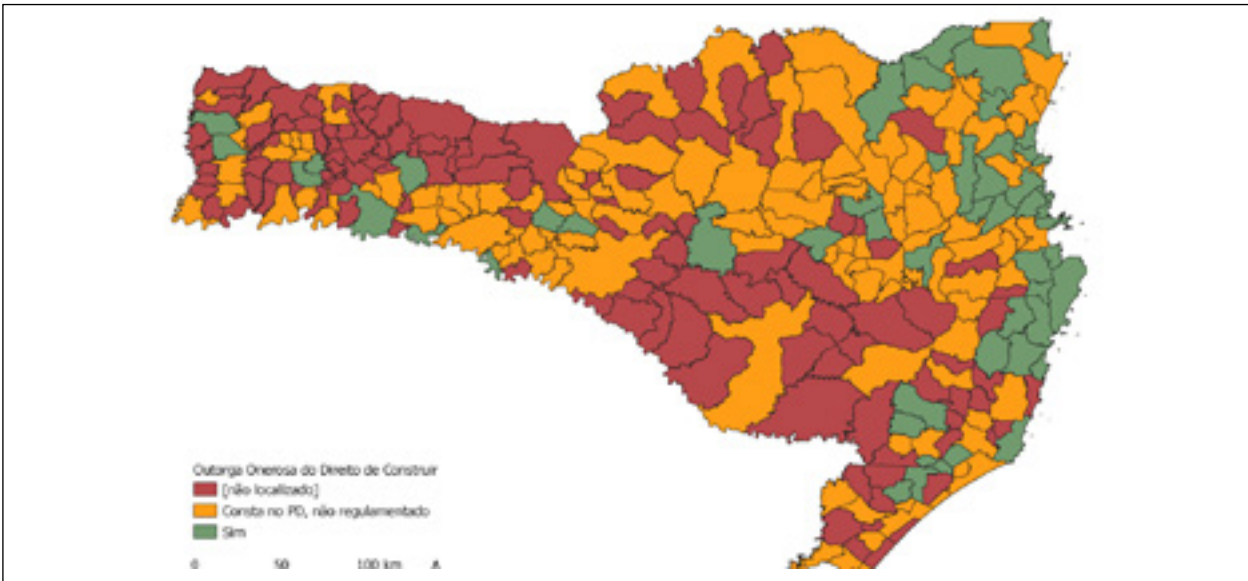 Outorga Onerosa do Direito de Construir
[não localizado]
Consta no PD, não regulamentado
Sim
0 50 100 km